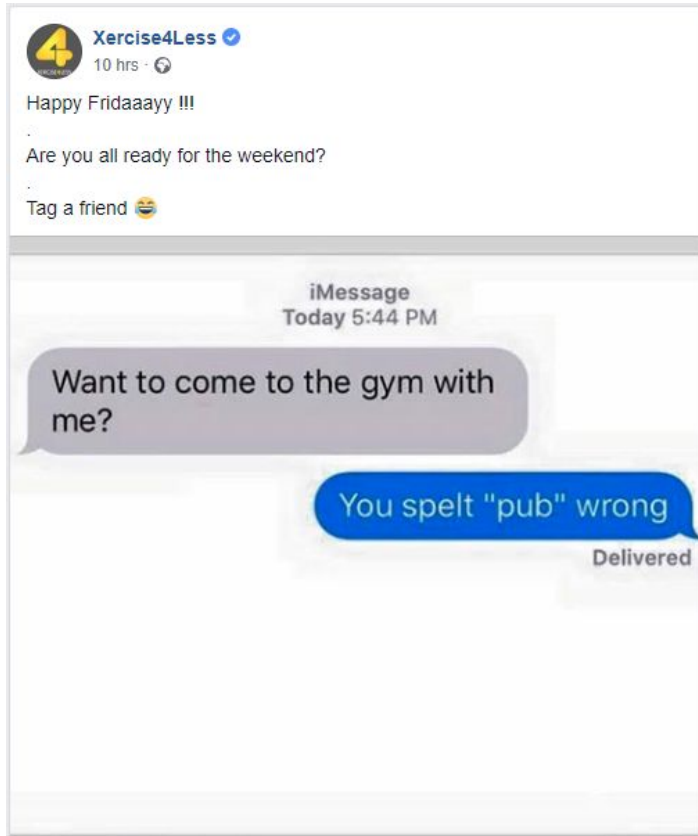 Xercise4Less
10 hrs ·
Happy Fridaaayy !!!
.
Are you all ready for the weekend?
.
Tag a friend 😂
iMessage
Today 5:44 PM
Want to come to the gym with
me?
You spelt "pub" wrong
Delivered